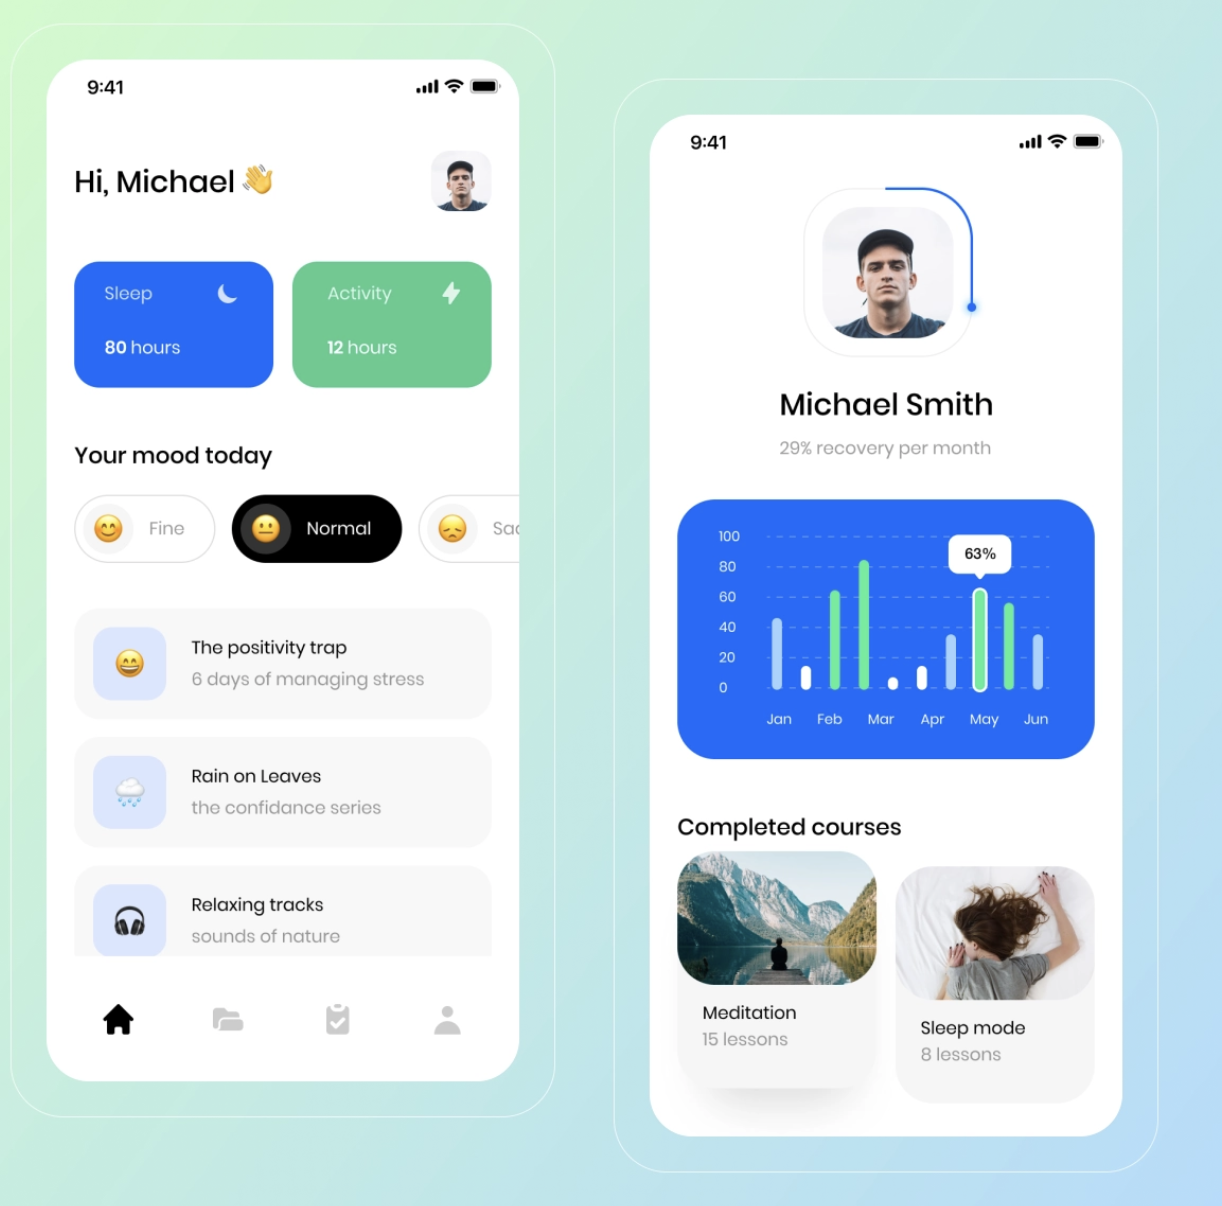 9:41
Hi, Michael 👋
Sleep
80 hours
Activity
12 hours
Your mood today
Fine
Normal
The positivity trap
6 days of managing stress
Rain on Leaves
the confidance series
Relaxing tracks
sounds of nature
9:41
Michael Smith
29% recovery per month
100
80
60
40
20
0
63%
Jan Feb Mar Apr May Jun
Completed courses
Meditation
15 lessons
Sleep mode
8 lessons